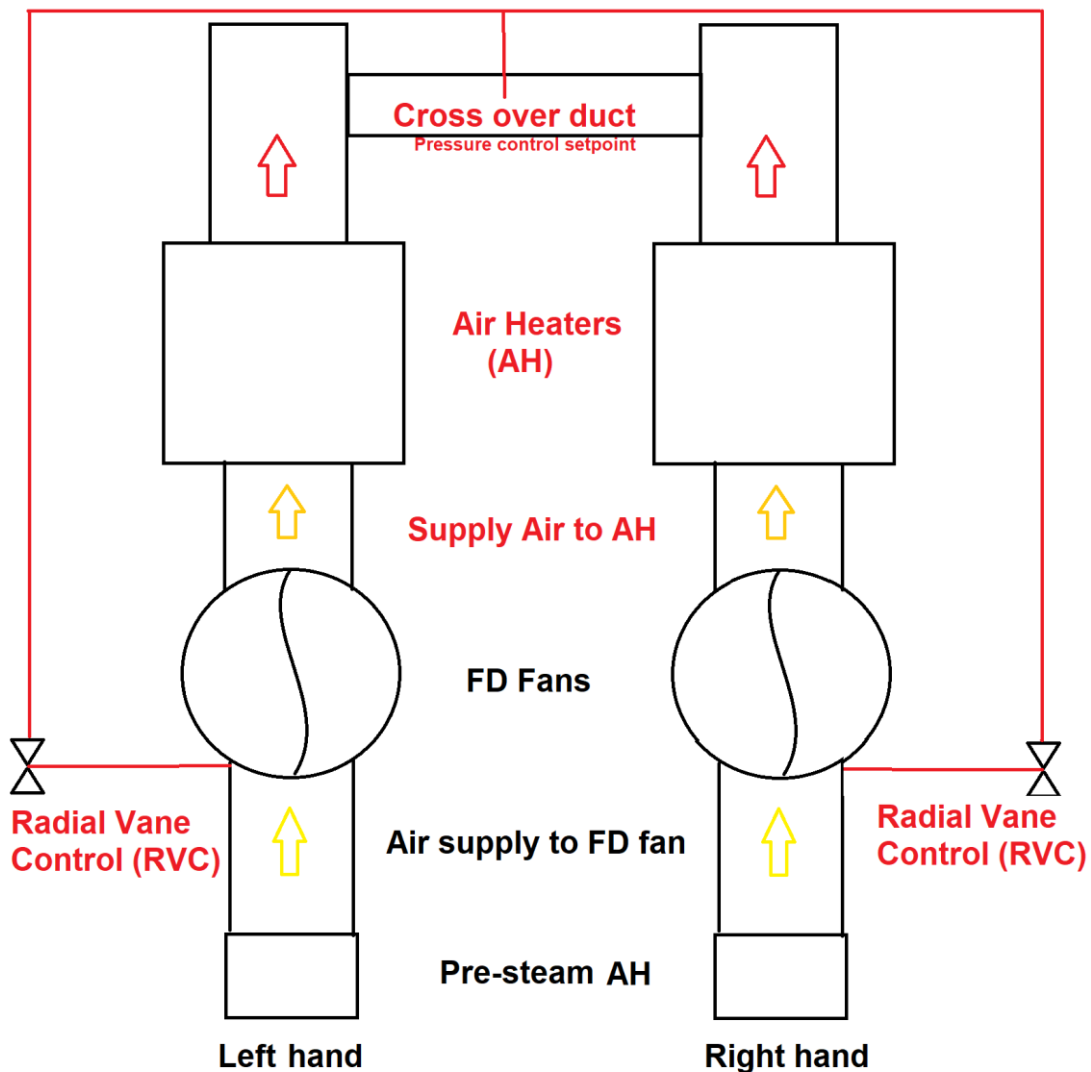 Cross over duct
Pressure control setpoint
Air Heaters
(AH)
Supply Air to AH
FD Fans
Radial Vane
Control (RVC)
Radial Vane
Control (RVC)
Air supply to FD fan
Pre-steam AH
Left hand
Right hand